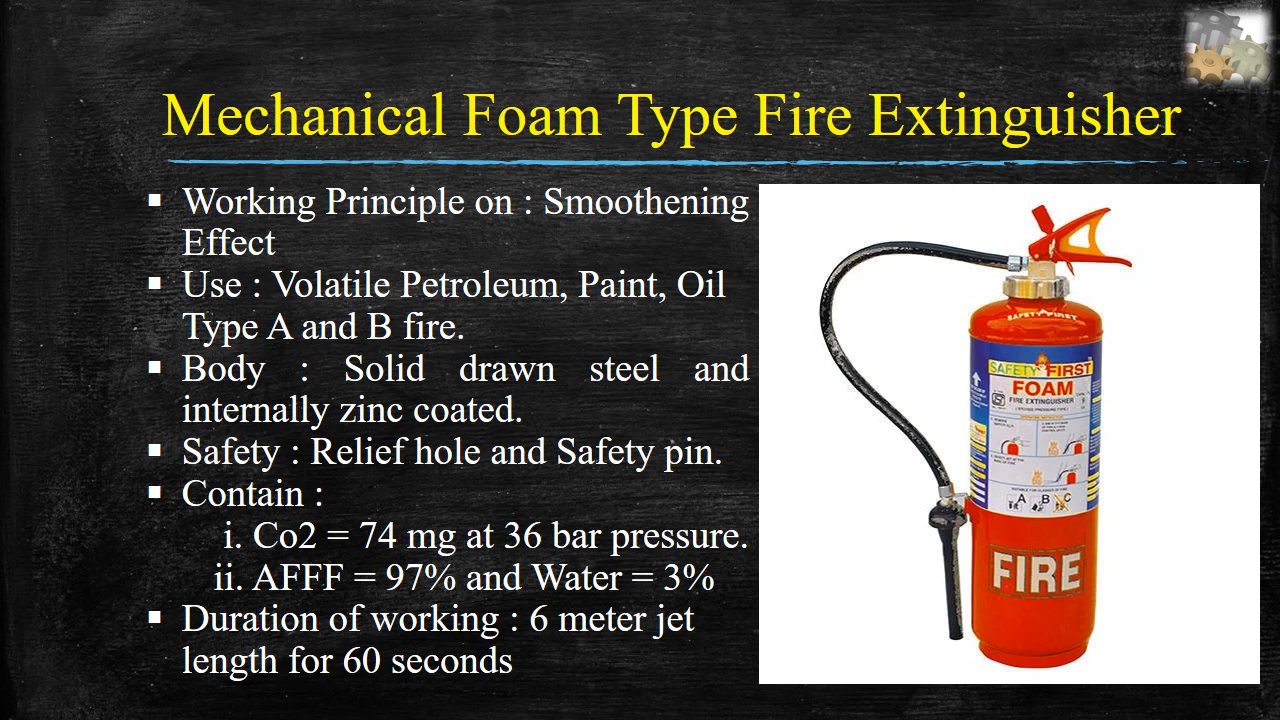 Mechanical Foam Type Fire Extinguisher
▪ Working Principle on : Smoothening
Effect
▪ Use : Volatile Petroleum, Paint, Oil
Type A and B fire.
▪ Body : Solid drawn steel and
internally zinc coated.
▪ Safety : Relief hole and Safety pin.
▪ Contain :
i. Co2 = 74 mg at 36 bar pressure.
ii. AFFF = 97% and Water = 3%
▪ Duration of working : 6 meter jet
length for 60 seconds
SAFETY FIRST
SAFETY FIRST
FOAM
FIRE EXTINGUISHER
A B C
FIRE